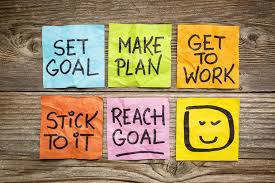 SET
GOAL
MAKE
PLAN
GET
TO
WORK
STICK
TO IT
REACH
GOAL